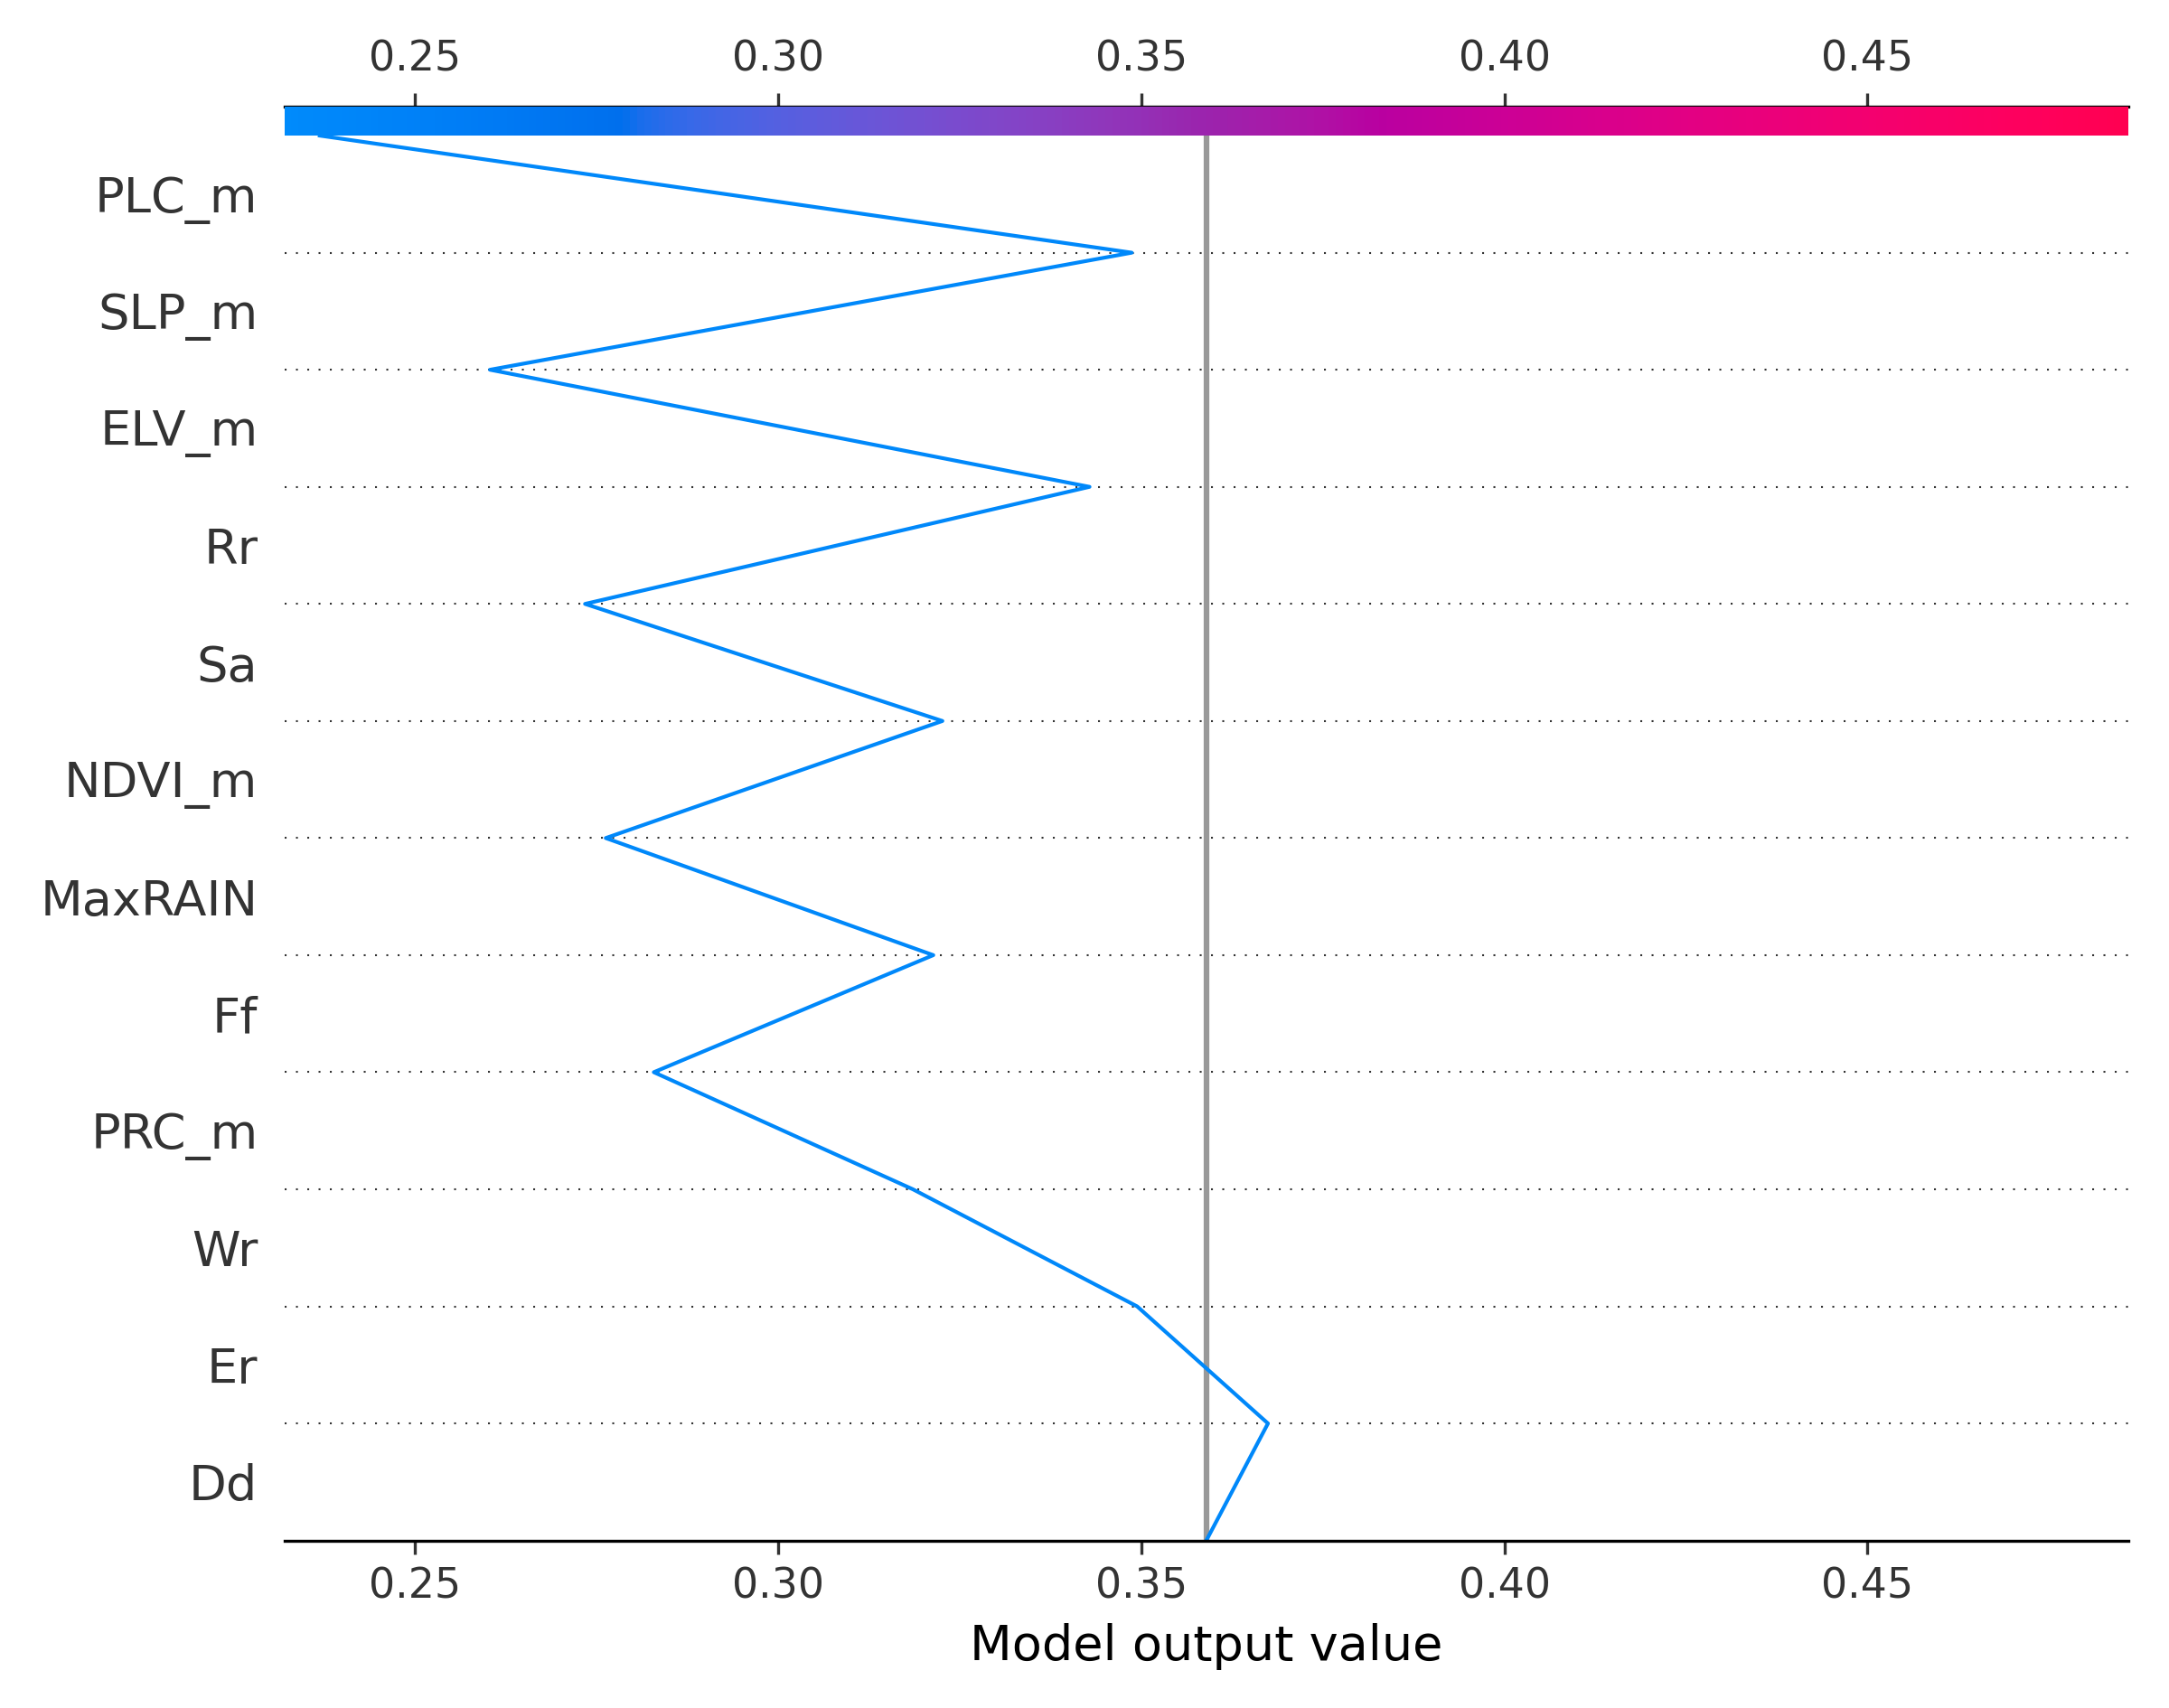 0.25 0.30 0.35 0.40 0.45
PLC_m
SLP_m
ELV_m
Rr
Sa
NDVI_m
MaxRAIN
Ff
PRC_m
Wr
Er
Dd
0.25 0.30 0.35 0.40 0.45
Model output value